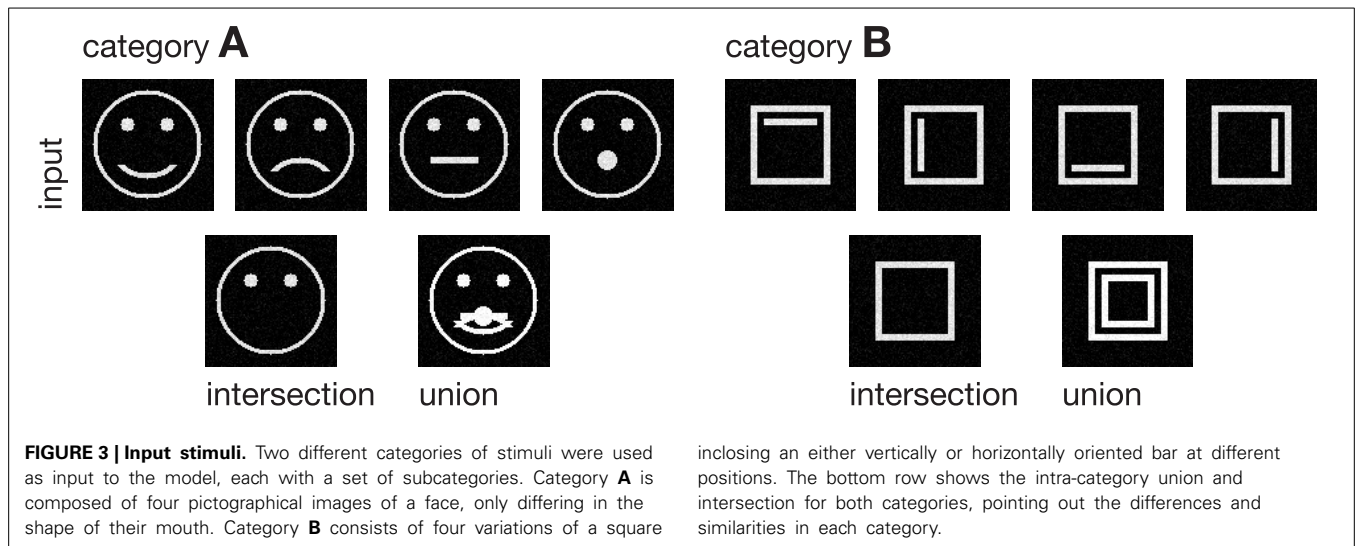 category A
category B
input
intersection
union
intersection
union
FIGURE 3 | Input stimuli. Two different categories of stimuli were used
as input to the model, each with a set of subcategories. Category A is
composed of four pictographical images of a face, only differing in the
shape of their mouth. Category B consists of four variations of a square
inclosing an either vertically or horizontally oriented bar at different
positions. The bottom row shows the intra-category union and
intersection for both categories, pointing out the differences and
similarities in each category.